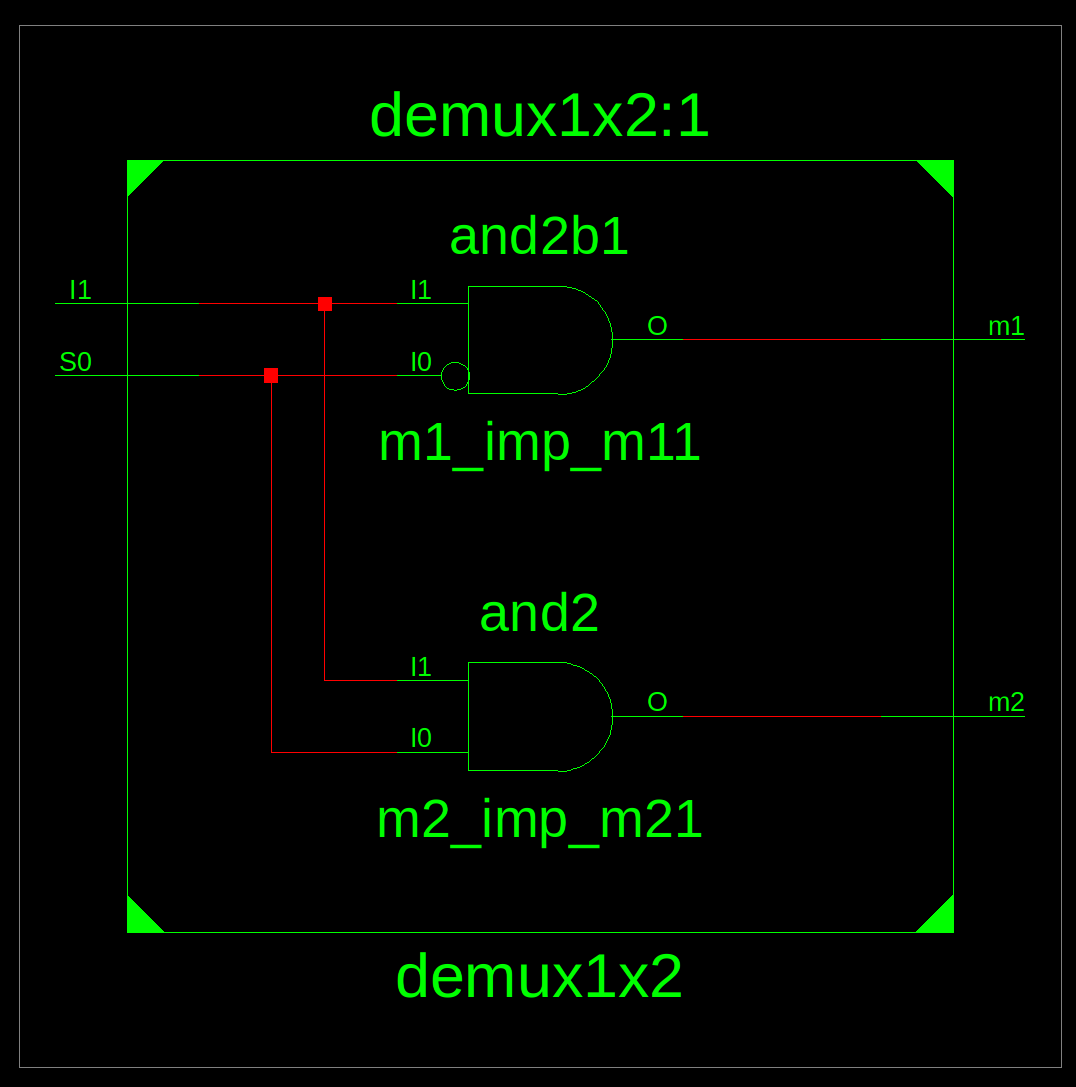 demux1x2:1
and2b1
I1
I1
O
m1
S0
I0
m1_imp_m11
and2
I1
O
m2
I0
m2_imp_m21
demux1x2